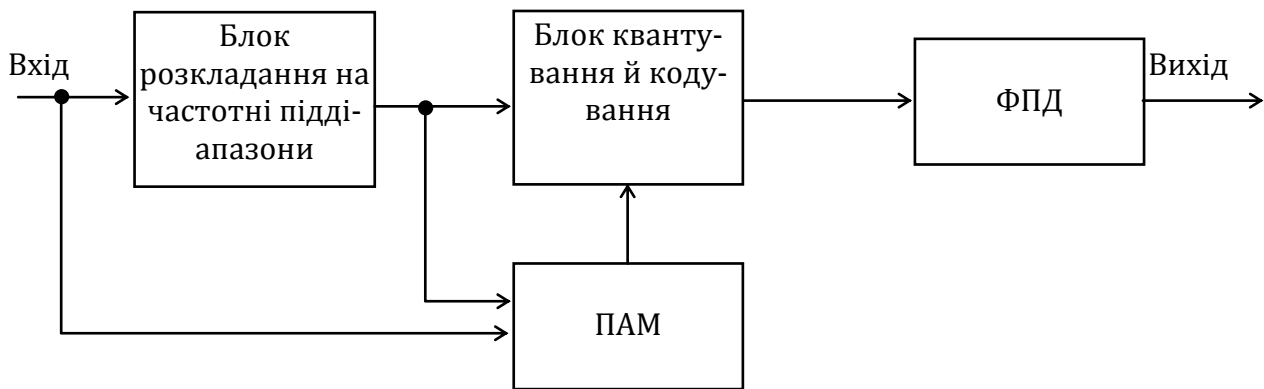 Вхід
Блок
розкладання на
частотні підді-
апазони
Блок кванту-
вання й коду-
вання
ФПД
Вихід
ПАМ